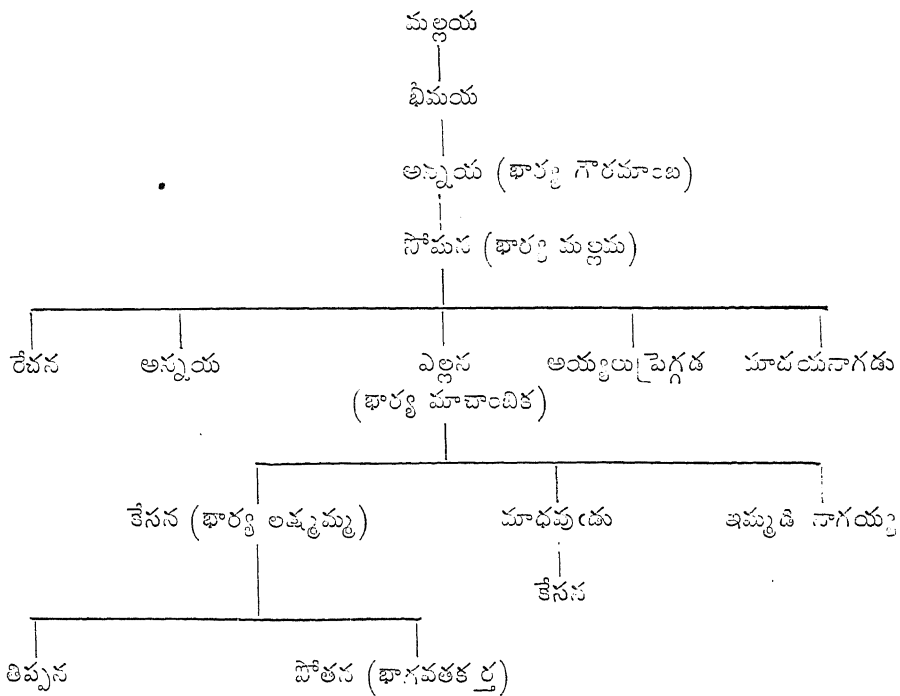 మల్లయ
భీమయ
అన్నయ (భార్య గౌరమాంబ)
సోమన (భార్య మల్లమ)
రేచన అన్నయ ఎల్లన అయ్యలుప్రెగ్గడ మాదయనాగడు
(భార్య మాచాంబిక)
కేసన (భార్య లక్ష్మమ్మ) మాధవుఁడు ఇమ్మడి నాగయ్య
కేసన
తిప్పన పోతన (భాగవతకర్త)